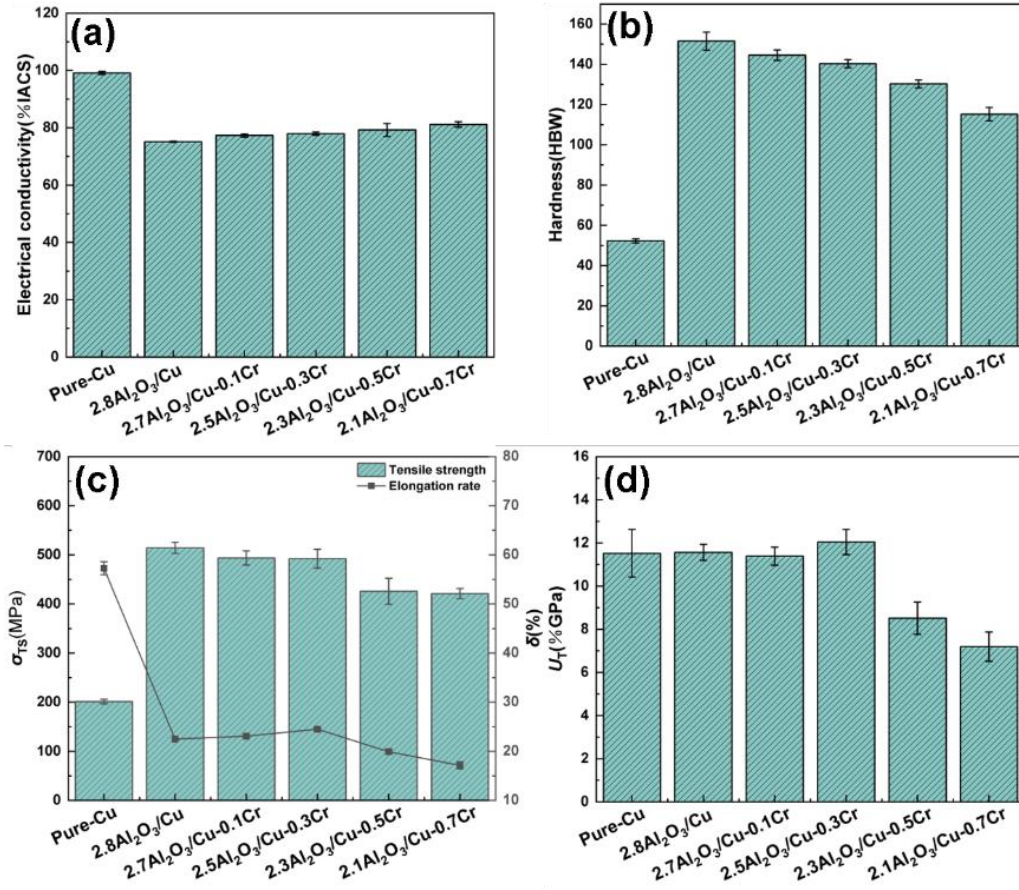 (a)
Electrical conductivity(%IACS)
120
100
80
60
40
20
0
Pure-Cu
2.8Al₂O₃/Cu
2.7Al₂O₃/Cu-0.1Cr
2.5Al₂O₃/Cu-0.3Cr
2.3Al₂O₃/Cu-0.5Cr
2.1Al₂O₃/Cu-0.7Cr
(b)
Hardness(HBW)
160
140
120
100
80
60
40
20
0
Pure-Cu
2.8Al₂O₃/Cu
2.7Al₂O₃/Cu-0.1Cr
2.5Al₂O₃/Cu-0.3Cr
2.3Al₂O₃/Cu-0.5Cr
2.1Al₂O₃/Cu-0.7Cr
(c)
Tensile strength
Elongation rate
σTS(MPa)
700
600
500
400
300
200
100
0
δ(%)
80
70
60
50
40
30
20
10
Pure-Cu
2.8Al₂O₃/Cu
2.7Al₂O₃/Cu-0.1Cr
2.5Al₂O₃/Cu-0.3Cr
2.3Al₂O₃/Cu-0.5Cr
2.1Al₂O₃/Cu-0.7Cr
(d)
UT(%GPa)
16
14
12
10
8
6
4
2
0
Pure-Cu
2.8Al₂O₃/Cu
2.7Al₂O₃/Cu-0.1Cr
2.5Al₂O₃/Cu-0.3Cr
2.3Al₂O₃/Cu-0.5Cr
2.1Al₂O₃/Cu-0.7Cr